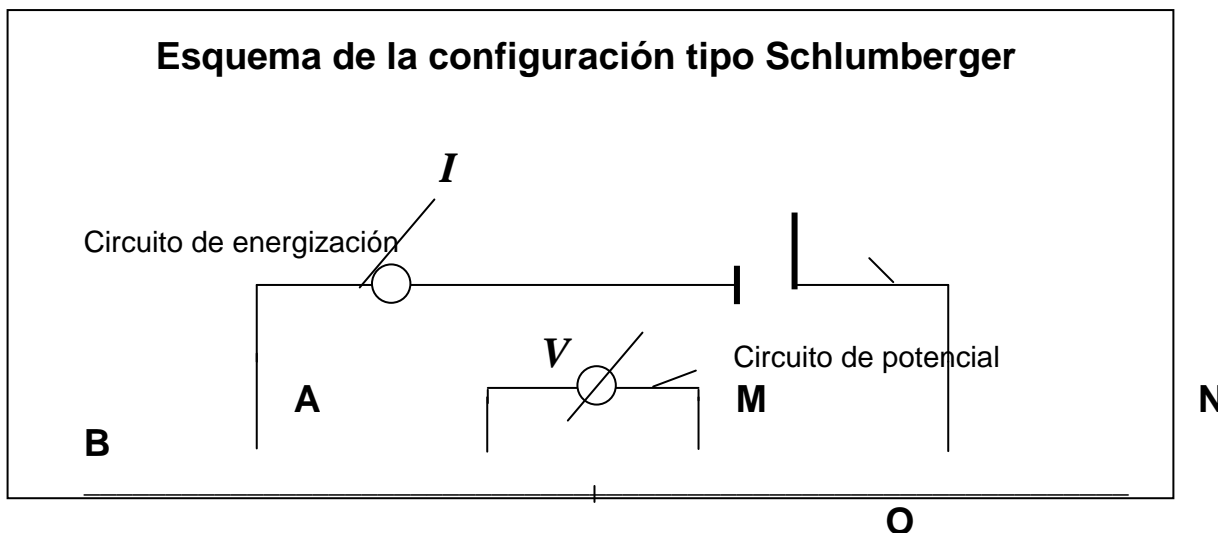 Esquema de la configuración tipo Schlumberger
I
Circuito de energización
V
Circuito de potencial
A
M
N
B
O